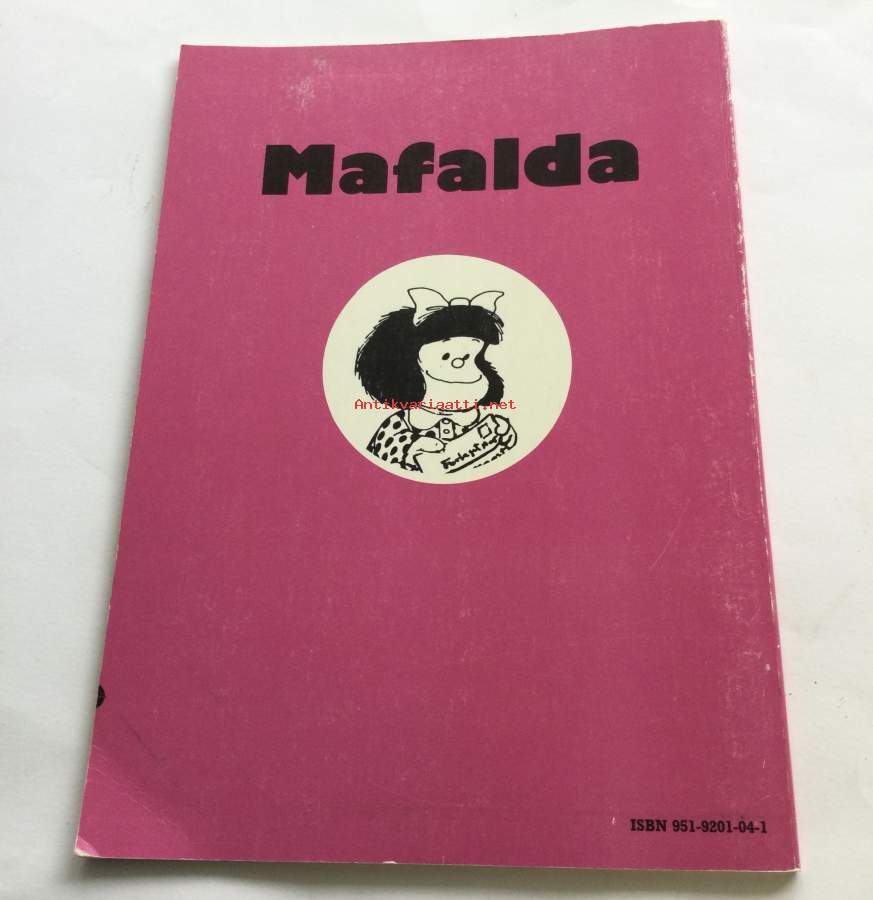 Mafalda
Antikvariaatti.net
ISBN 951-9201-04-1